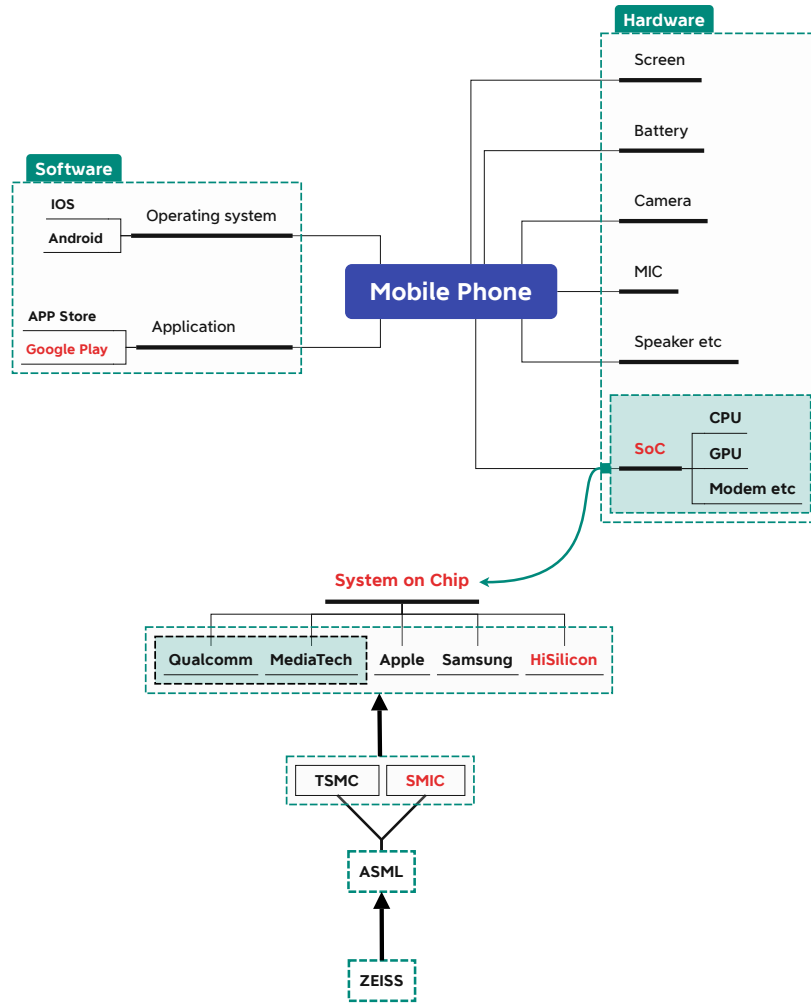 Hardware
Screen
Battery
Camera
MIC
Speaker etc
SoC
CPU
GPU
Modem etc
Software
IOS
Android
Operating system
APP Store
Google Play
Application
Mobile Phone
System on Chip
Qualcomm
MediaTech
Apple
Samsung
HiSilicon
TSMC
SMIC
ASML
ZEISS